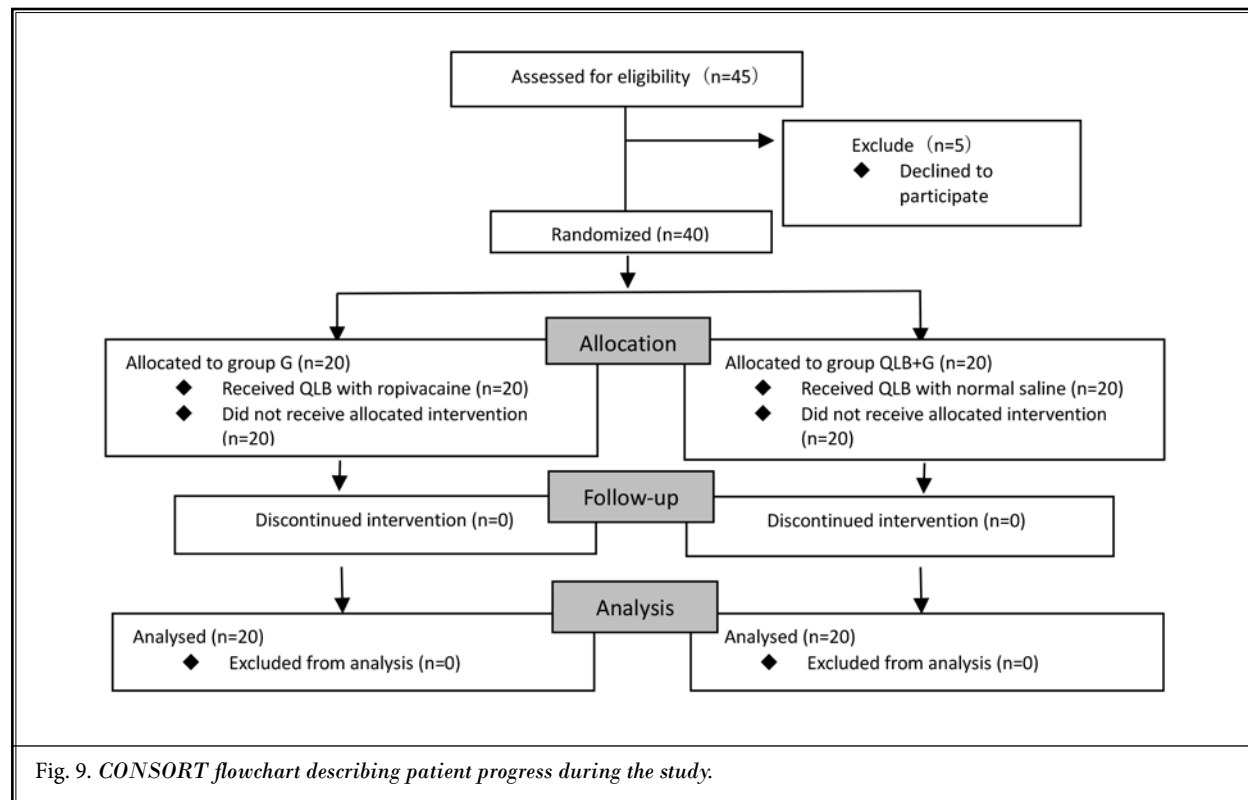 Assessed for eligibility （n=45）
Exclude （n=5）
◆ Declined to
participate
Randomized (n=40)
Allocation
Allocated to group G (n=20)
◆ Received QLB with ropivacaine (n=20)
◆ Did not receive allocated intervention
(n=20)
Allocated to group QLB+G (n=20)
◆ Received QLB with normal saline (n=20)
◆ Did not receive allocated intervention
(n=20)
Follow-up
Discontinued intervention (n=0)
Discontinued intervention (n=0)
Analysis
Analysed (n=20)
◆ Excluded from analysis (n=0)
Analysed (n=20)
◆ Excluded from analysis (n=0)
Fig. 9. CONSORT flowchart describing patient progress during the study.